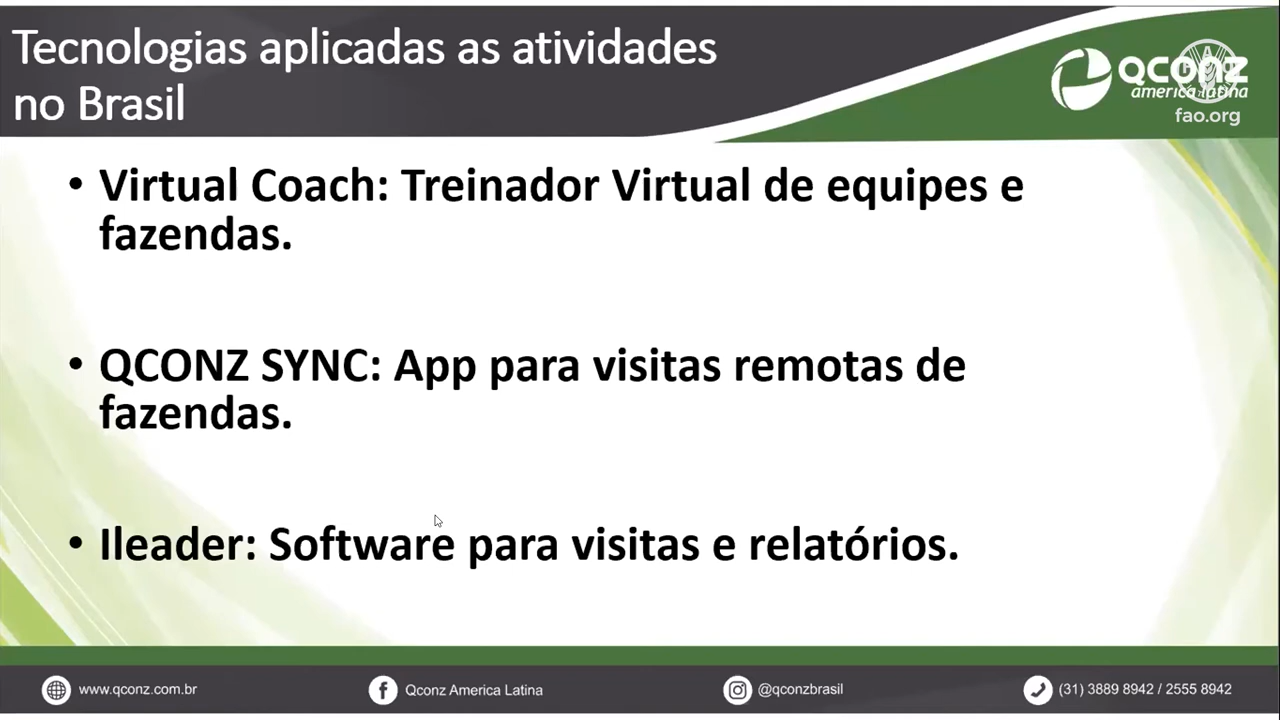 Tecnologias aplicadas as atividades
no Brasil
QCONZ
america latina
fao.org
• Virtual Coach: Treinador Virtual de equipes e
fazendas.
• QCONZ SYNC: App para visitas remotas de
fazendas.
• Ileader: Software para visitas e relatórios.
www.qconz.com.br
Qconz America Latina
@qconzbrasil
(31) 3889 8942 / 2555 8942